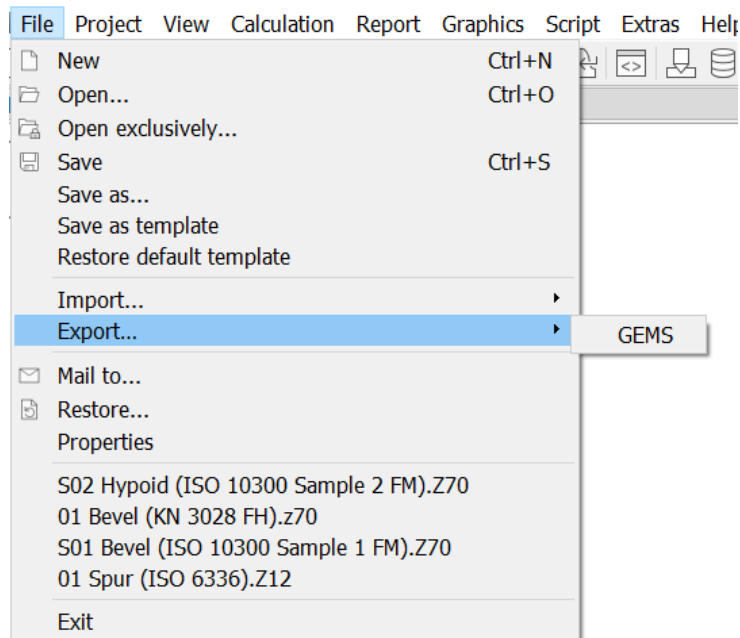 File Project View Calculation Report Graphics Script Extras Help
New Ctrl+N
Open... Ctrl+O
Open exclusively...
Save Ctrl+S
Save as...
Save as template
Restore default template
Import...
Export...
GEMS
Mail to...
Restore...
Properties
S02 Hypoid (ISO 10300 Sample 2 FM).Z70
01 Bevel (KN 3028 FH).z70
S01 Bevel (ISO 10300 Sample 1 FM).Z70
01 Spur (ISO 6336).Z12
Exit